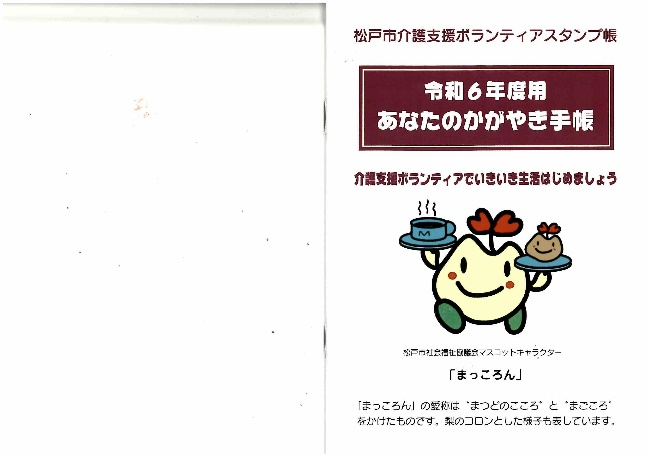 松戸市介護支援ボランティアスタンプ帳
令和6年度用
あなたのかがやき手帳
介護支援ボランティアでいきいき生活はじめましょう
M
松戸市社会福祉協議会マスコットキャラクター
「まっころん」
「まっころん」の愛称は“まつどのこころ”と“まごころ”
をかけたものです。梨のコロンとした様子も表しています。